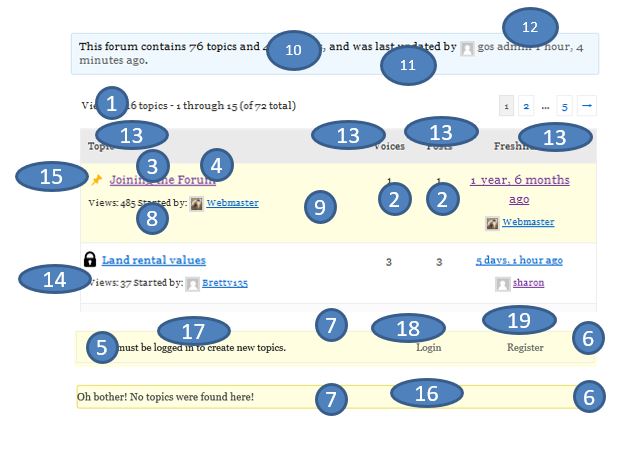 12
This forum contains 76 topics and 10 and was last updated by gos admin 1 hour, 4
minutes ago.
11
1 16 topics - 1 through 15 (of 72 total) 1 2 ... 5 →
13 13 13 13
Topic Voices Posts
15 3 4
Joining the Forum 1 1 1 year, 6 months
ago
2 2
Views: 485 Started by: Webmaster 9 Webmaster
8
Land rental values 3 3 5 days, 1 hour ago
14 Views: 37 Started by: Bretty135 sharon
17 7 18 19
5 must be logged in to create new topics. Login Register 6
Oh bother! No topics were found here! 7 16 6